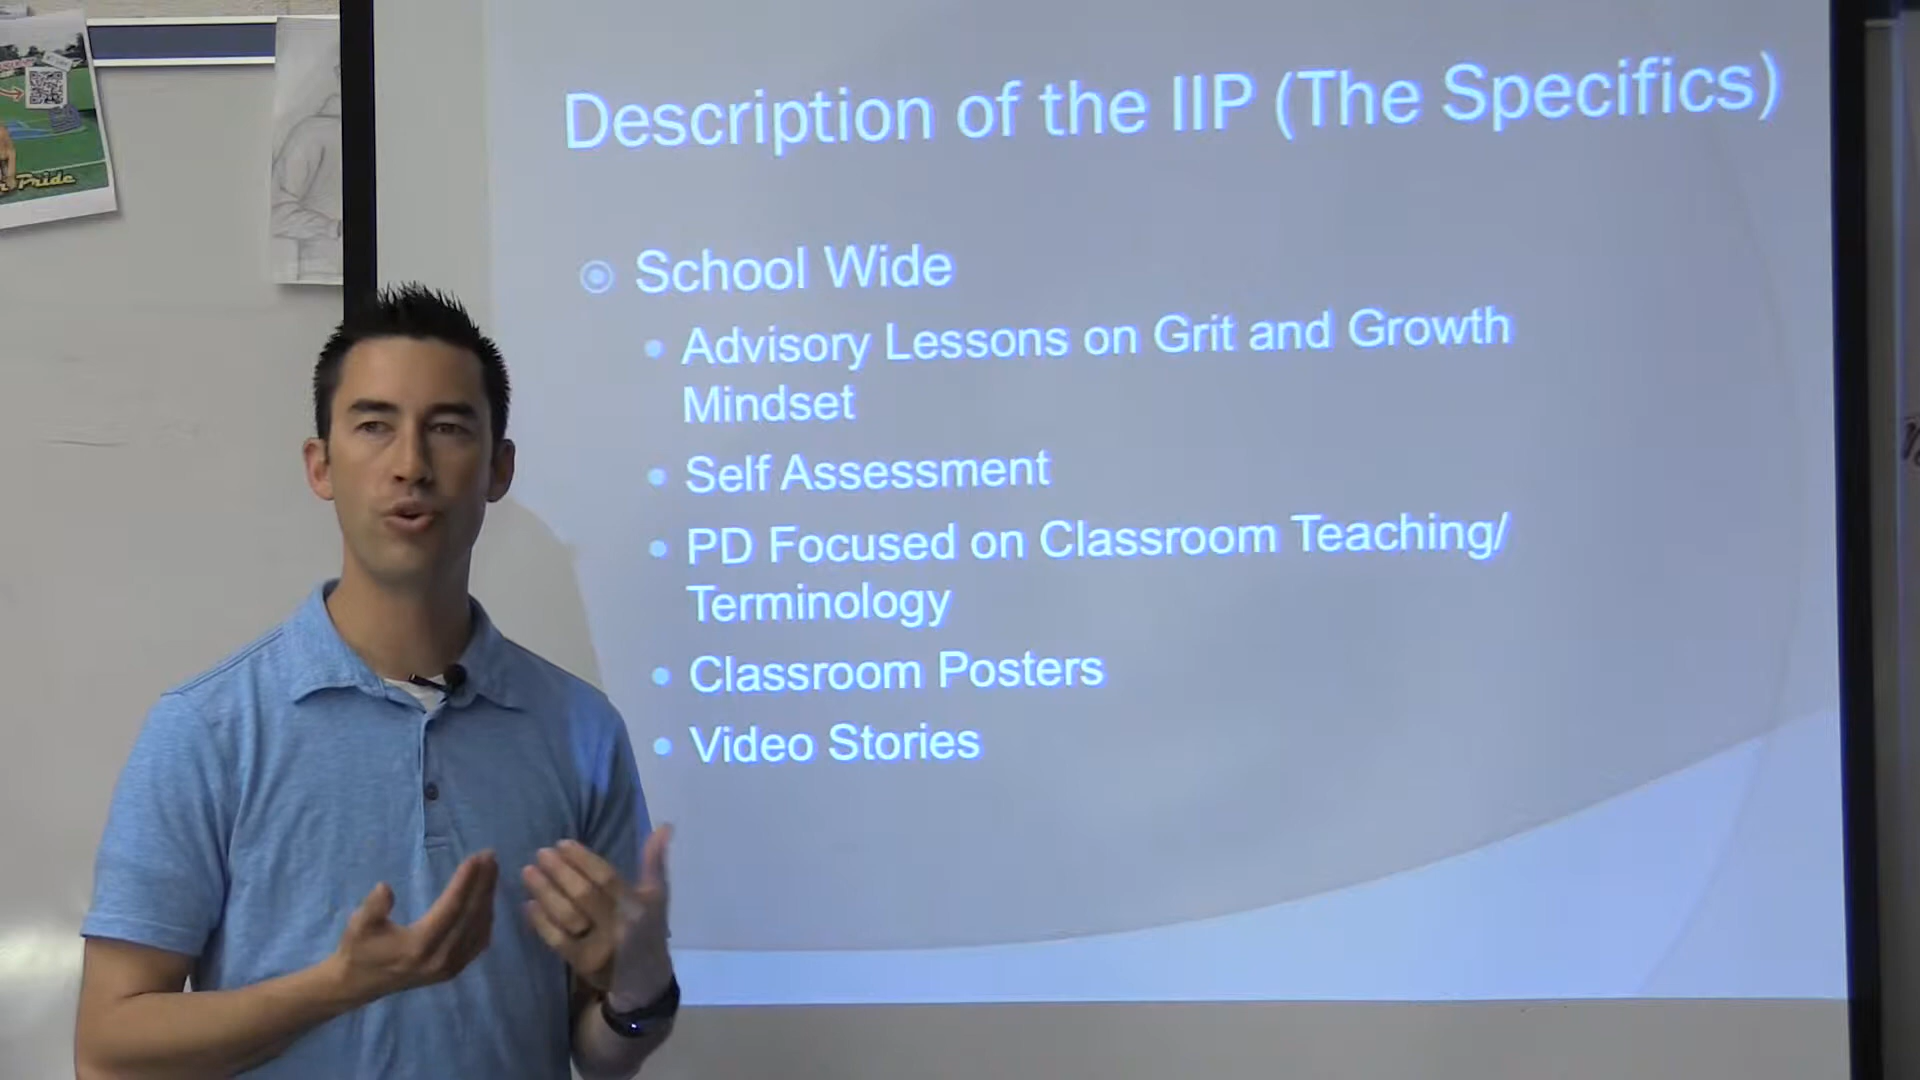 Pride
Description of the IIP (The Specifics)
School Wide
Advisory Lessons on Grit and Growth
Mindset
Self Assessment
PD Focused on Classroom Teaching/
Terminology
Classroom Posters
Video Stories